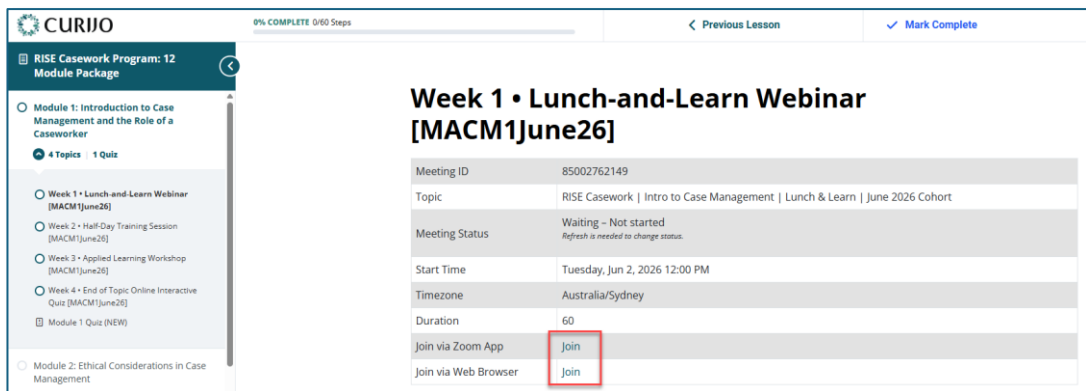 CURIJO
0% COMPLETE 0/60 Steps
Previous Lesson
Mark Complete
RISE Casework Program: 12
Module Package
Module 1: Introduction to Case
Management and the Role of a
Caseworker
4 Topics | 1 Quiz
Week 1 • Lunch-and-Learn Webinar
[MACM1June26]
Week 2 • Half-Day Training Session
[MACM1June26]
Week 3 • Applied Learning Workshop
[MACM1June26]
Week 4 • End of Topic Online Interactive
Quiz [MACM1June26]
Module 1 Quiz (NEW)
Module 2: Ethical Considerations in Case
Management
Week 1 • Lunch-and-Learn Webinar
[MACM1June26]
Meeting ID 85002762149
Topic RISE Casework | Intro to Case Management | Lunch & Learn | June 2026 Cohort
Meeting Status Waiting – Not started
Refresh is needed to change status.
Start Time Tuesday, Jun 2, 2026 12:00 PM
Timezone Australia/Sydney
Duration 60
Join via Zoom App Join
Join via Web Browser Join